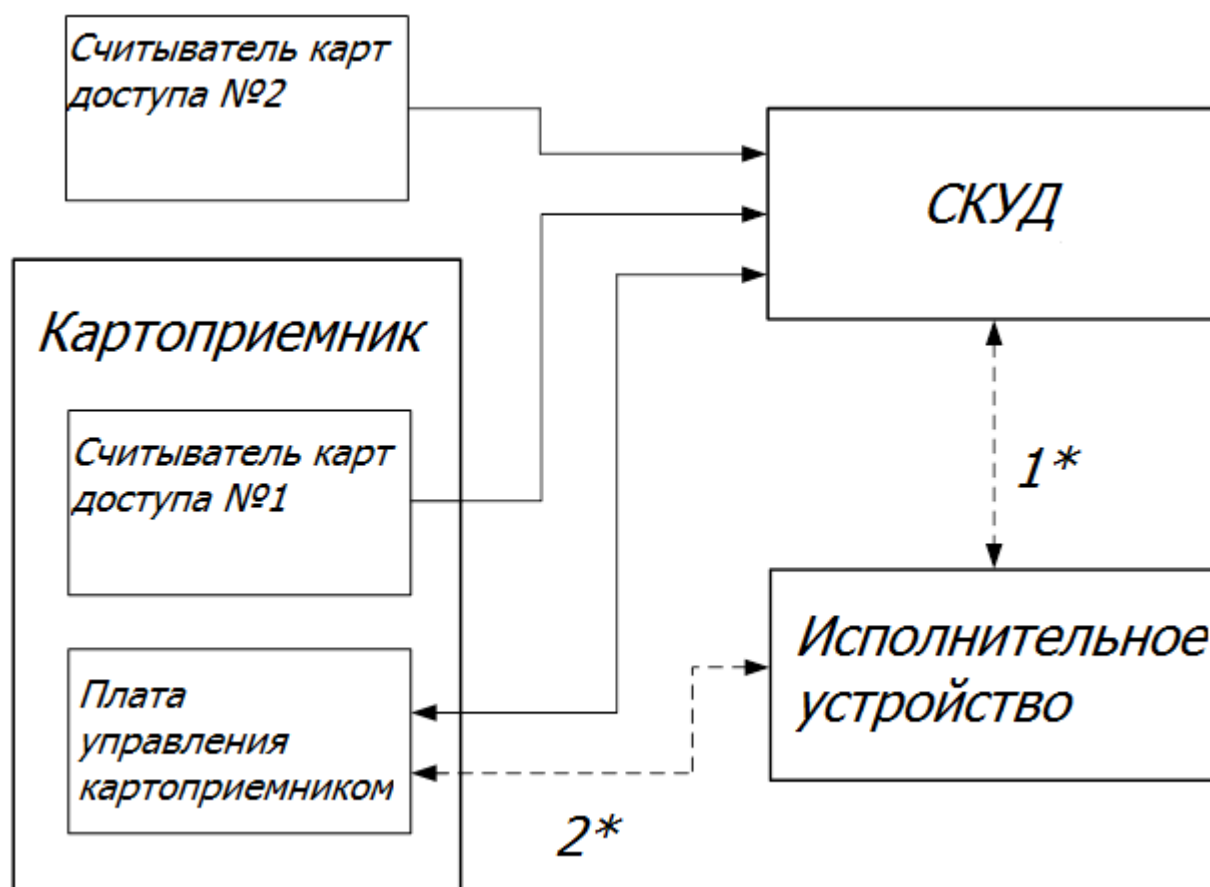 Считыватель карт
доступа №2
СКУД
Картоприемник
Считыватель карт
доступа №1
1*
Исполнительное
устройство
Плата
управления
картоприемником
2*